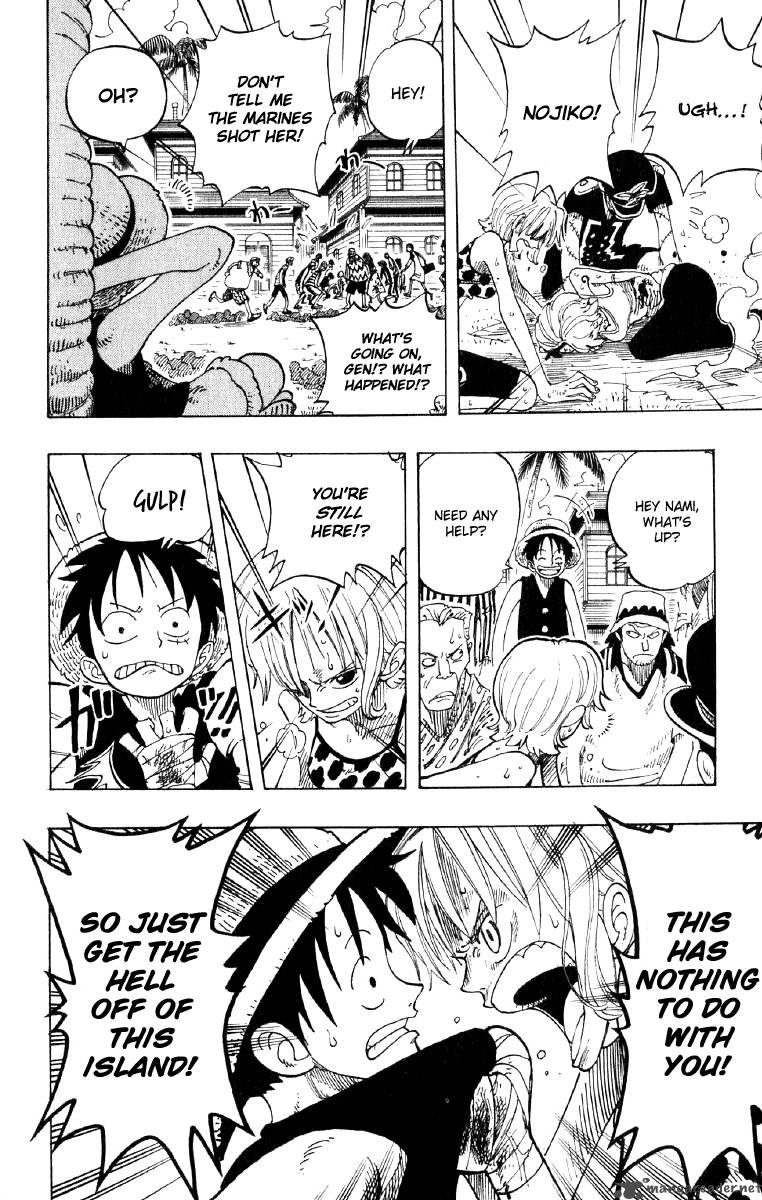 UGH...!
NOJIKO!
HEY!
DON'T
TELL ME
THE MARINES
SHOT HER!
OH?
WHAT'S
GOING ON,
GEN!? WHAT
HAPPENED!?
HEY NAMI,
WHAT'S
UP?
NEED ANY
HELP?
YOU'RE
STILL
HERE!?
GULP!
THIS
HAS
NOTHING
TO DO
WITH
YOU!
SO JUST
GET THE
HELL
OFF OF
THIS
ISLAND!